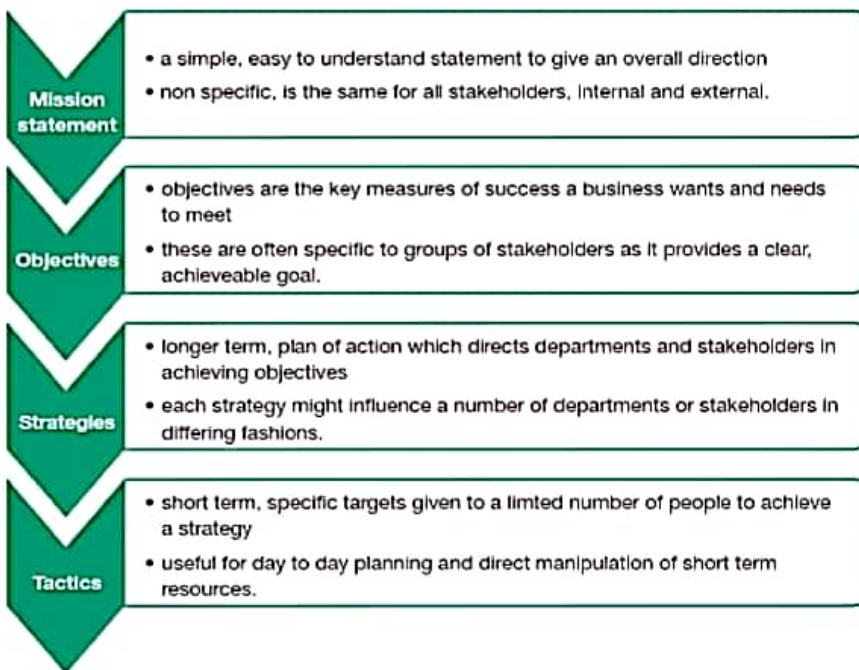 Mission
statement
• a simple, easy to understand statement to give an overall direction
• non specific, is the same for all stakeholders, internal and external.
Objectives
• objectives are the key measures of success a business wants and needs
to meet
• these are often specific to groups of stakeholders as it provides a clear,
achieveable goal.
Strategies
• longer term, plan of action which directs departments and stakeholders in
achieving objectives
• each strategy might influence a number of departments or stakeholders in
differing fashions.
Tactics
• short term, specific targets given to a limted number of people to achieve
a strategy
• useful for day to day planning and direct manipulation of short term
resources.